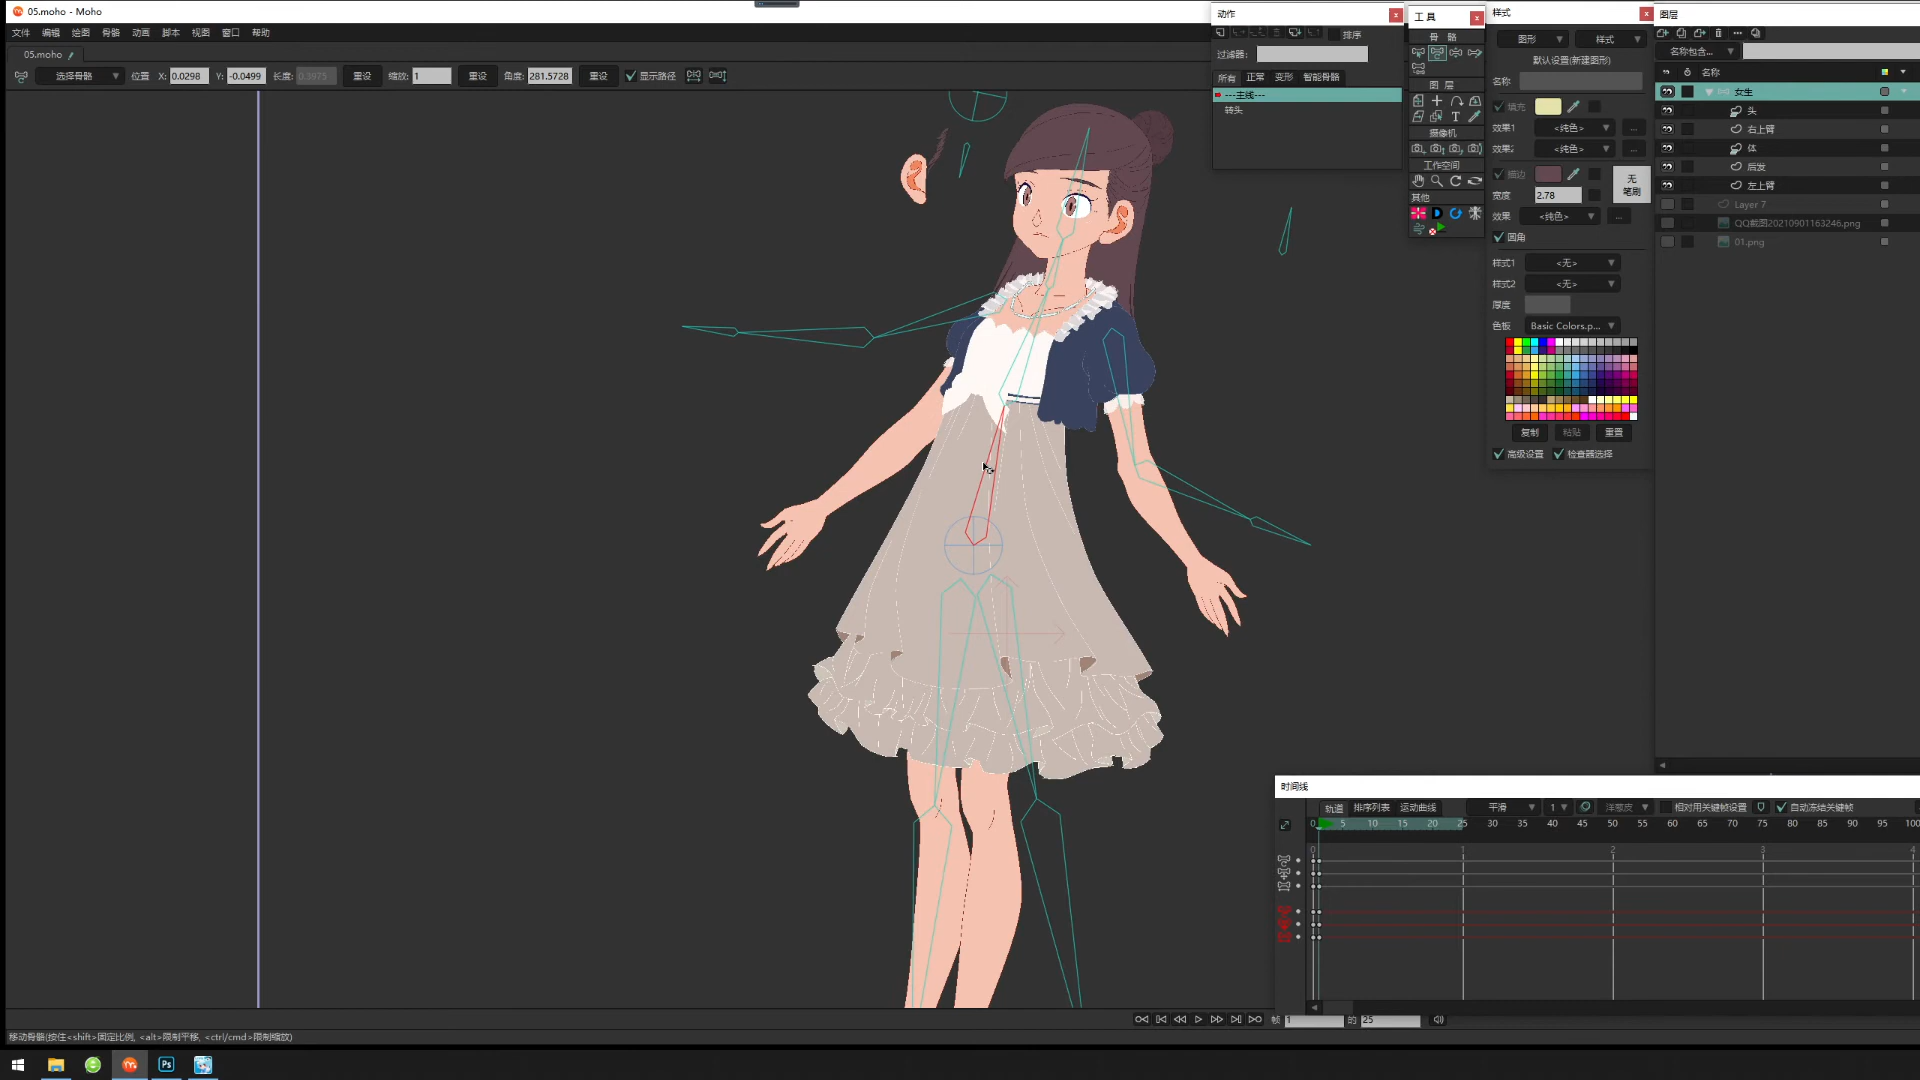 05.moho - Moho
文件 编辑 绘图 骨骼 动画 脚本 视图 窗口 帮助
05.moho
选择骨骼 位置 X: 0.0298 Y: -0.0499 长度: 0.3975 重设 缩放: 1 重设 角度: 281.5728 重设 显示路径
动作
排序
过滤器:
所有 正常 变形 智能骨骼
---主线---
转头
工具
骨骼
图层
摄像机
工作空间
其他
样式
图形 样式
默认设置(新建图形)
名称
填充
效果1 <纯色> ...
效果2 <纯色> ...
描边
无
笔刷
宽度 2.78
效果 <纯色> ...
圆角
样式1 <无>
样式2 <无>
厚度
色板 Basic Colors.p...
复制 粘贴 重置
高级设置 检查器选择
图层
名称包含...
名称
女生
头
右上臂
体
后发
左上臂
Layer 7
QQ截图20210901163246.png
01.png
时间线
轨道 排序列表 运动曲线 平滑 1 洋葱皮 相对用关键帧设置 自动冻结关键帧
0 5 10 15 20 25 30 35 40 45 50 55 60 65 70 75 80 85 90 95 100
0 1 2 3 4
帧 1 的 25
移动骨骼(按住<shift>固定比例, <alt>限制平移, <ctrl/cmd>限制缩放)
Ps